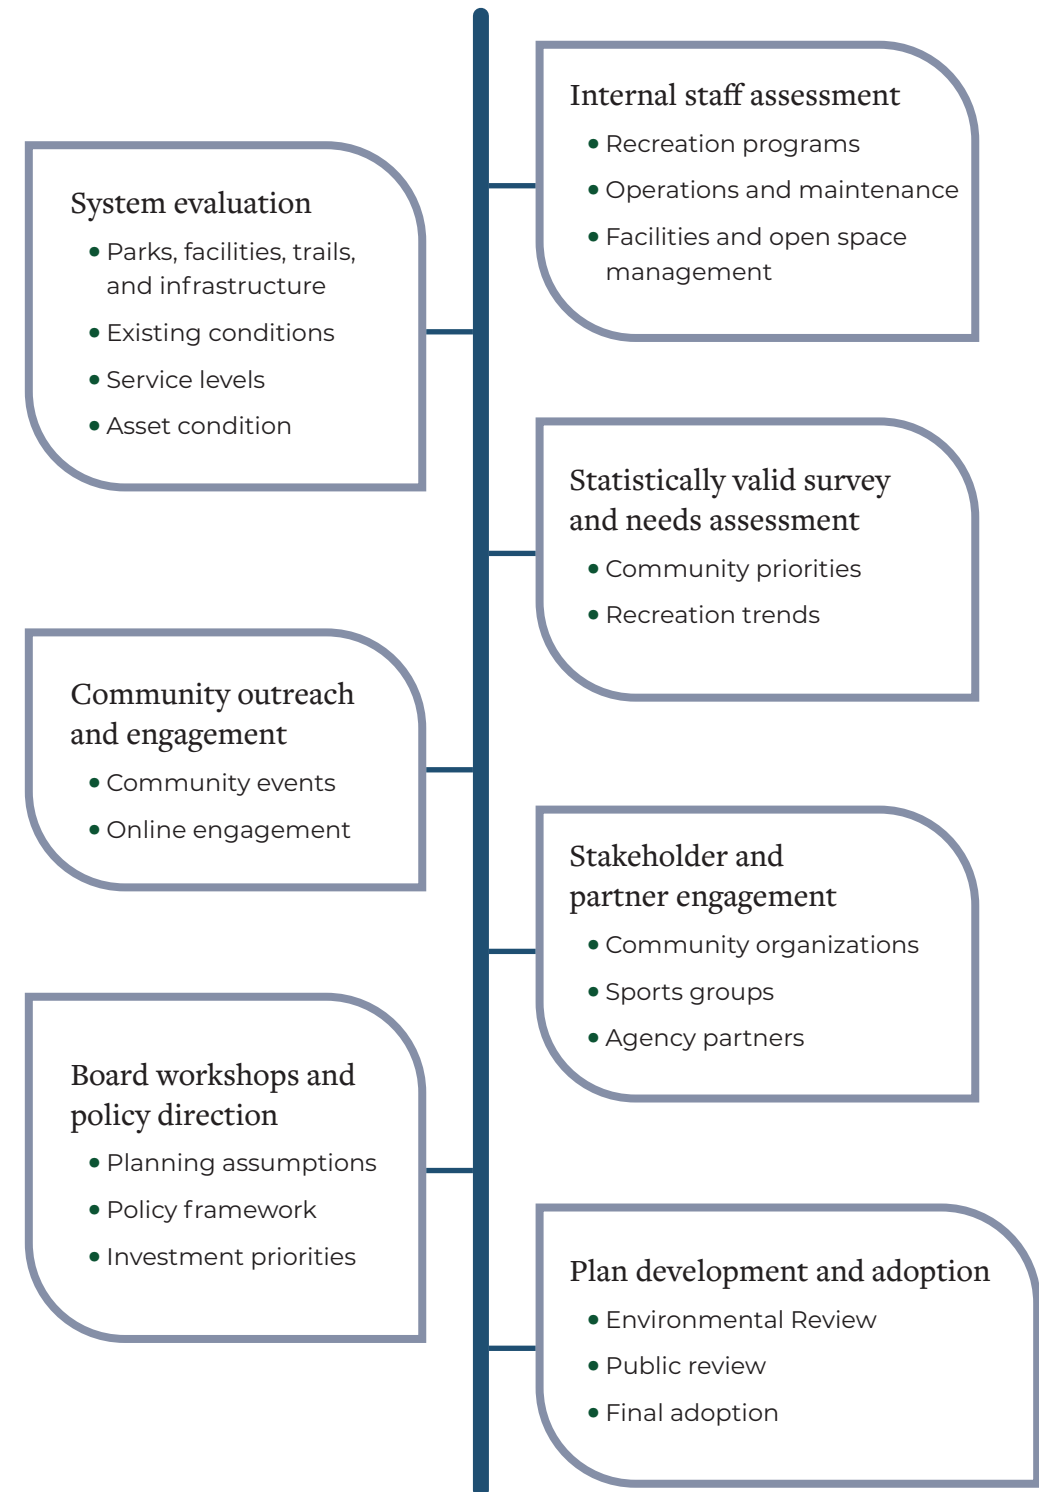 Internal staff assessment
• Recreation programs
• Operations and maintenance
• Facilities and open space
management
System evaluation
• Parks, facilities, trails,
and infrastructure
• Existing conditions
• Service levels
• Asset condition
Statistically valid survey
and needs assessment
• Community priorities
• Recreation trends
Community outreach
and engagement
• Community events
• Online engagement
Stakeholder and
partner engagement
• Community organizations
• Sports groups
• Agency partners
Board workshops and
policy direction
• Planning assumptions
• Policy framework
• Investment priorities
Plan development and adoption
• Environmental Review
• Public review
• Final adoption